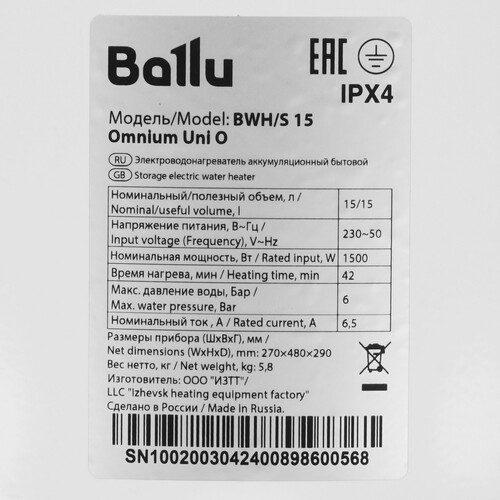 Ballu
EAC
IPX4
Модель/Model: BWH/S 15
Omnium Uni O
RU Электроводонагреватель аккумуляционный бытовой
GB Storage electric water heater
Номинальный/полезный объем, л /
Nominal/useful volume, l
15/15
Напряжение питания, В~Гц /
Input voltage (Frequency), V~Hz
230~50
Номинальная мощность, Вт / Rated input, W 1500
Время нагрева, мин / Heating time, min 42
Макс. давление воды, Бар /
Max. water pressure, Bar
6
Номинальный ток , А / Rated current, A 6,5
Размеры прибора (ШхВхГ), мм /
Net dimensions (WxHxD), mm: 270×480×290
Вес нетто, кг / Net weight, kg: 5,8
Изготовитель: ООО "ИЗТТ" /
LLC "Izhevsk heating equipment factory"
Сделано в России / Made in Russia.
SN10020030424008986​00568